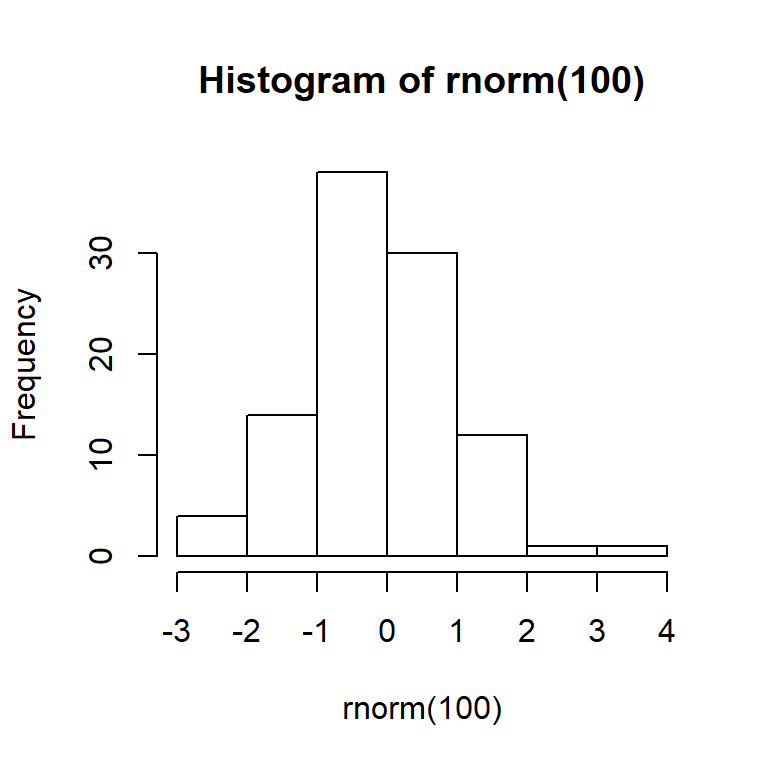 Histogram of rnorm(100)
Frequency
30
20
10
0
-3 -2 -1 0 1 2 3 4
rnorm(100)